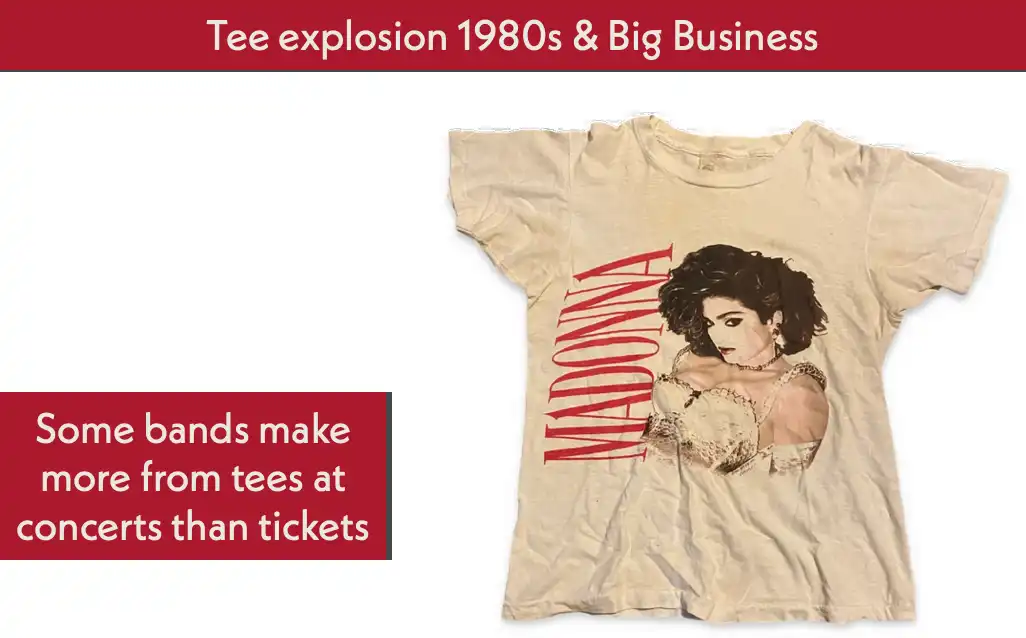 Tee explosion 1980s & Big Business
MADONNA
Some bands make
more from tees at
concerts than tickets